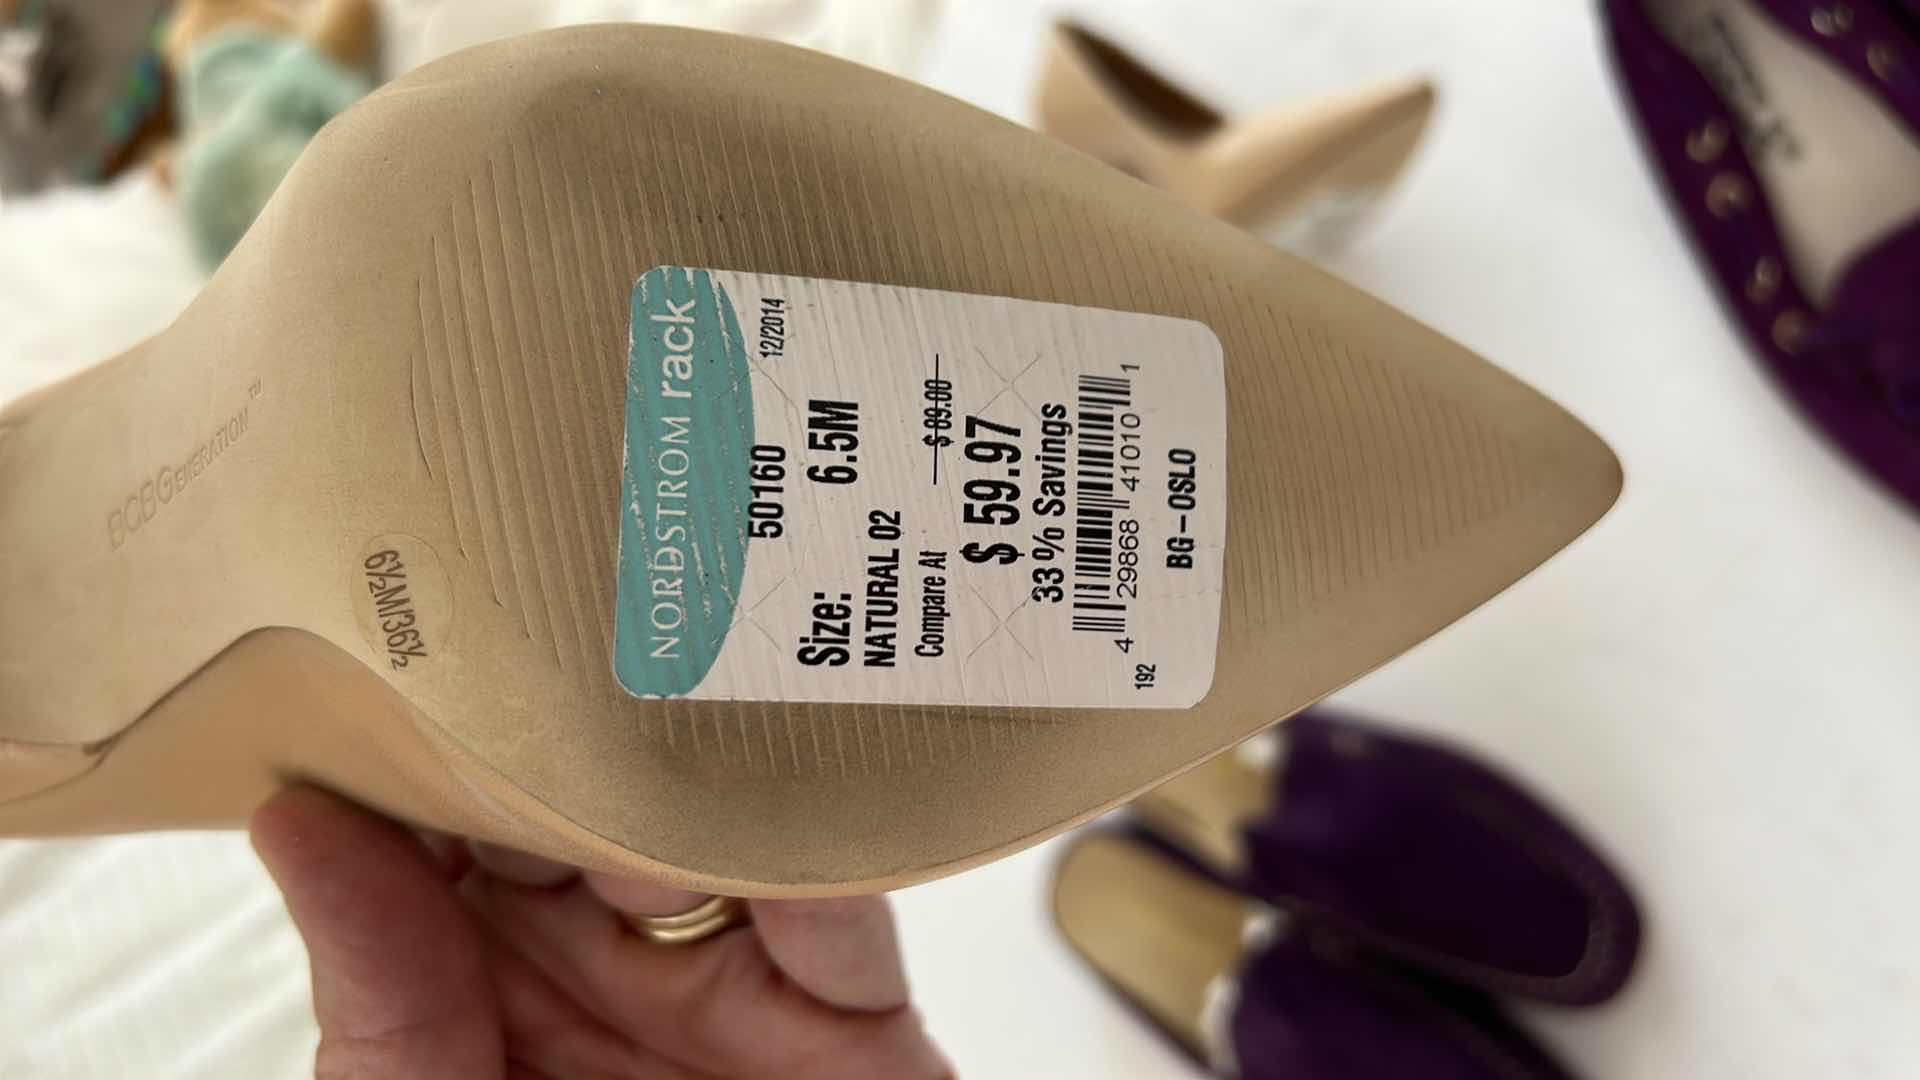 NORDSTROM rack
12/2014
50160
Size: 6.5M
NATURAL 02
Compare At $ 89.00
$ 59.97
33% Savings
4 29868 41010 1
192
BG-OSLO
BCBGENERATION™
6½M/36½